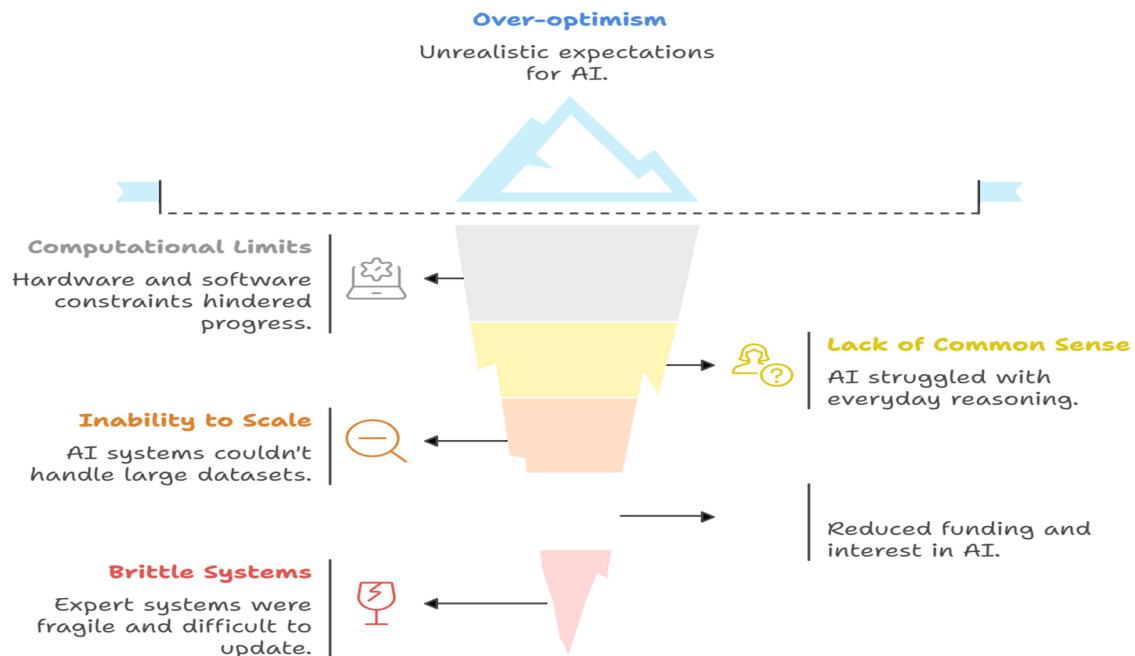 Over-optimism
Unrealistic expectations
for AI.
Computational Limits
Hardware and software
constraints hindered
progress.
Lack of Common Sense
AI struggled with
everyday reasoning.
Inability to Scale
AI systems couldn't
handle large datasets.
Reduced funding and
interest in AI.
Brittle Systems
Expert systems were
fragile and difficult to
update.